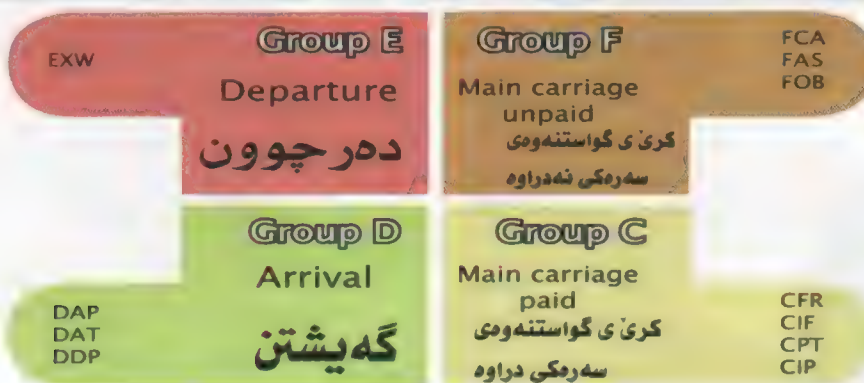 EXW
Group E
Departure
دەرچوون
Group F
Main carriage
unpaid
کرێ ی گواستنەوەی
سەرەکی نەدراوە
FCA
FAS
FOB
Group D
Arrival
گەیشتن
DAP
DAT
DDP
Group C
Main carriage
paid
کرێ ی گواستنەوەی
سەرەکی دراوە
CFR
CIF
CPT
CIP